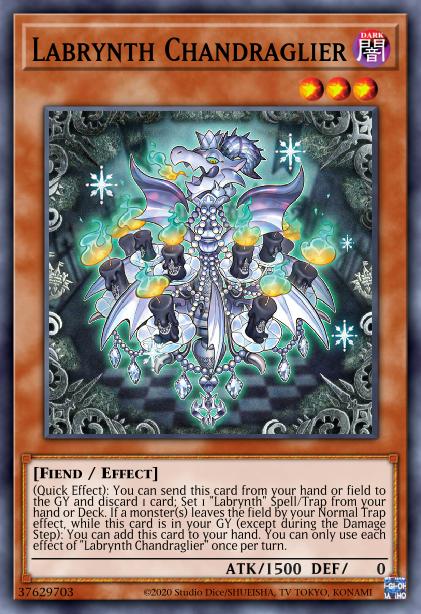 LABRYNTH CHANDRAGLIER
DARK
闇
[FIEND / EFFECT]
(Quick Effect): You can send this card from your hand or field to
the GY and discard 1 card; Set 1 "Labrynth" Spell/Trap from your
hand or Deck. If a monster(s) leaves the field by your Normal Trap
effect, while this card is in your GY (except during the Damage
Step): You can add this card to your hand. You can only use each
effect of "Labrynth Chandraglier" once per turn.
ATK/1500 DEF/ 0
37629703 ©2020 Studio Dice/SHUEISHA, TV TOKYO, KONAMI